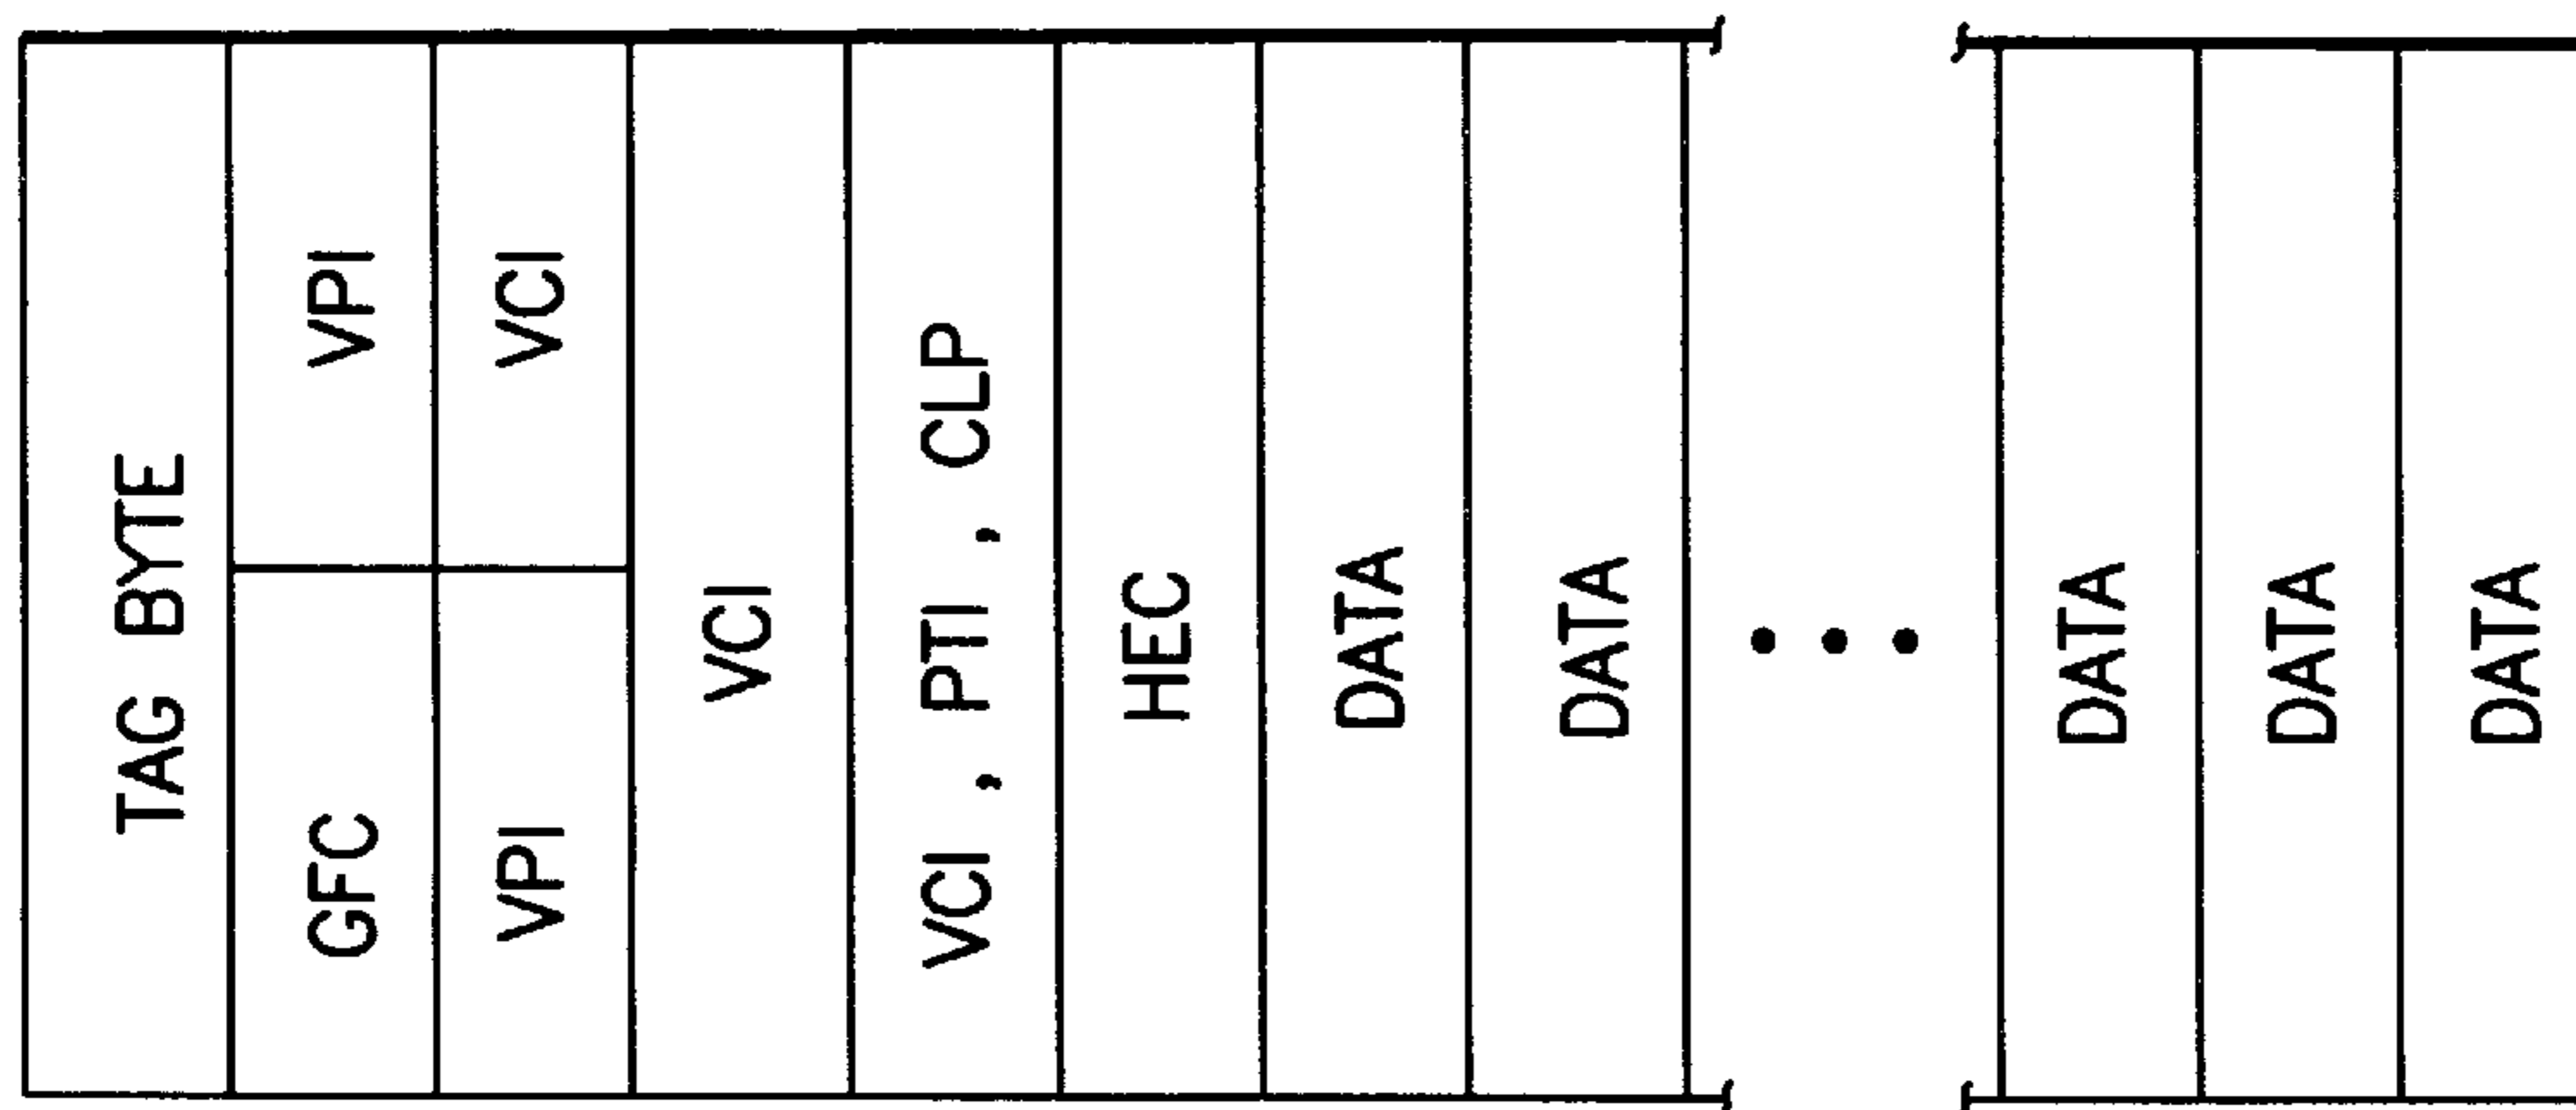 TAG BYTE
GFC VPI
VPI VCI
VCI
VCI , PTI , CLP
HEC
DATA
DATA
• • •
DATA
DATA
DATA